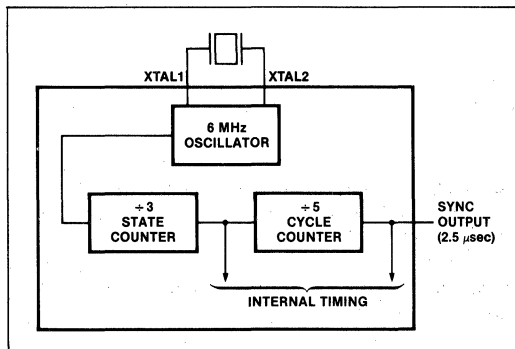 XTAL1
XTAL2
6 MHz
OSCILLATOR
÷3
STATE
COUNTER
÷5
CYCLE
COUNTER
SYNC
OUTPUT
(2.5 μsec)
INTERNAL TIMING